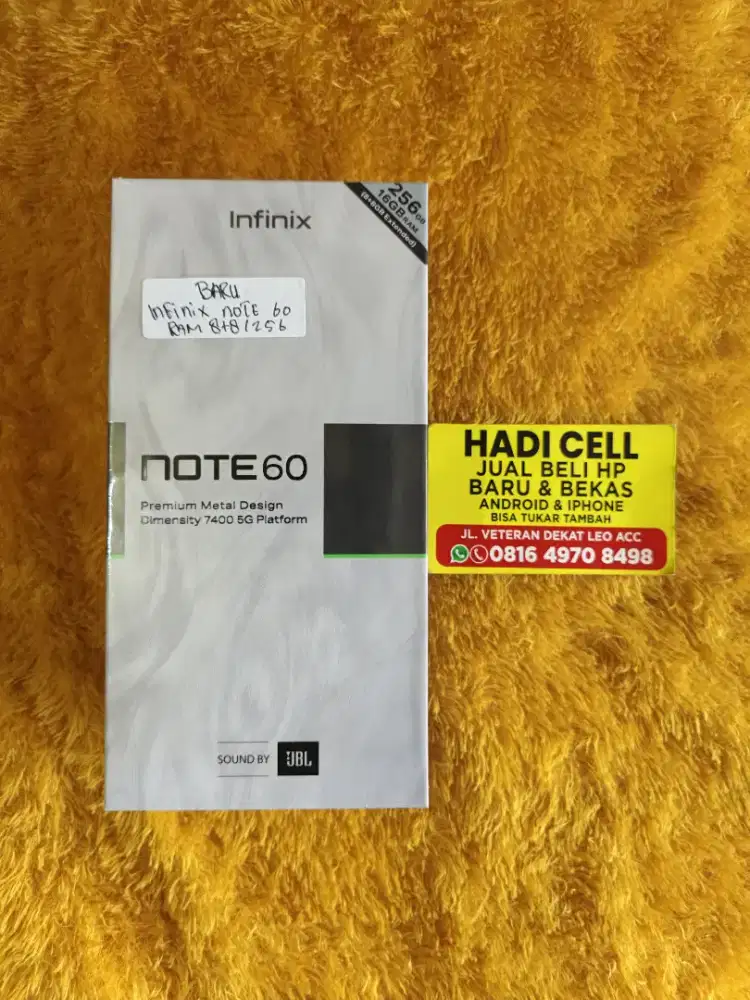 Infinix
256GB
16GB RAM
(8+8GB Extended)
BARU
Infinix NOTE 60
RAM 8+8/256
NOTE 60
Premium Metal Design
Dimensity 7400 5G Platform
SOUND BY JBL
HADI CELL
JUAL BELI HP
BARU & BEKAS
ANDROID & IPHONE
BISA TUKAR TAMBAH
JL. VETERAN DEKAT LEO ACC
0816 4970 8498